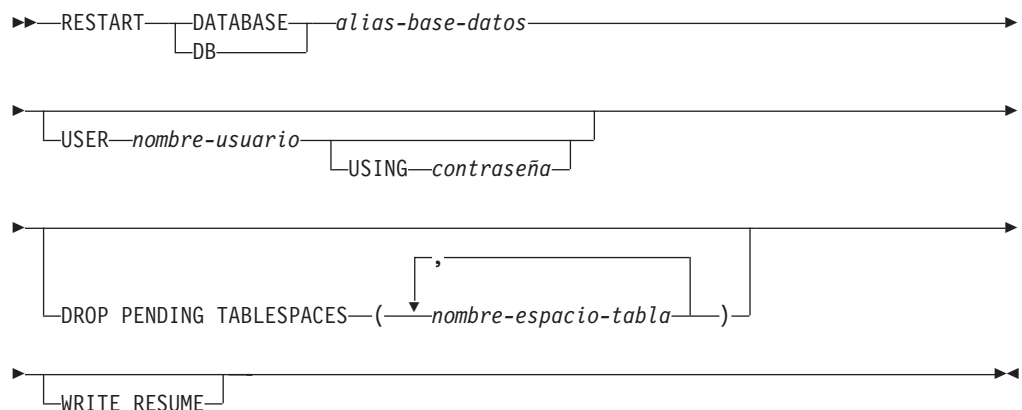 RESTART DATABASE alias-base-datos
DB
USER nombre-usuario
USING contraseña
,
DROP PENDING TABLESPACES ( nombre-espacio-tabla )
WRITE RESUME